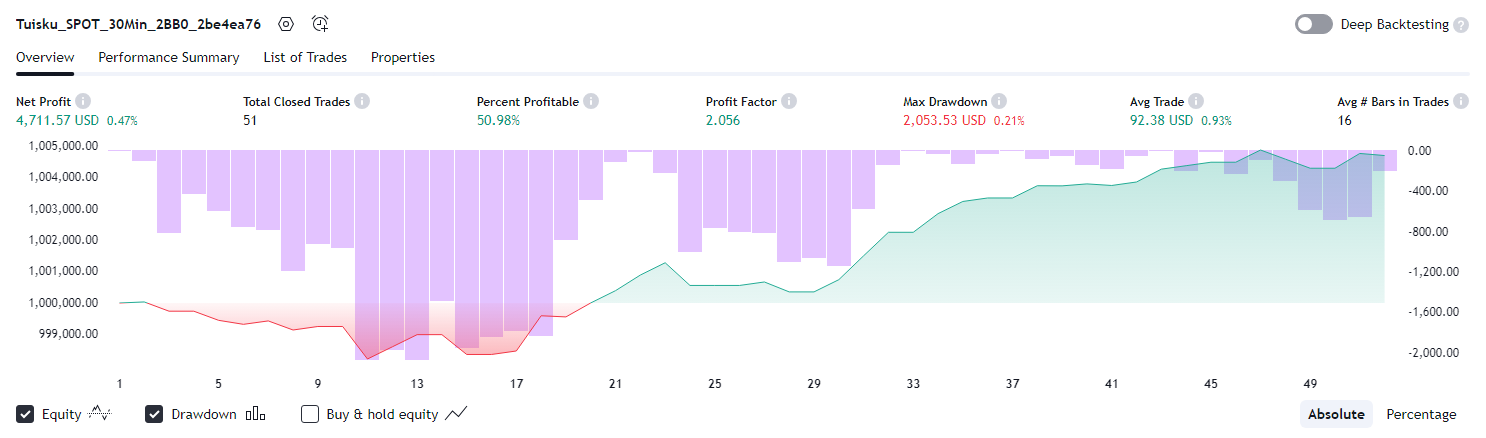 Tuisku_SPOT_30Min_2BB0_2be4ea76 Deep Backtesting ?
Overview Performance Summary List of Trades Properties
Net Profit Total Closed Trades Percent Profitable Profit Factor Max Drawdown Avg Trade Avg # Bars in Trades
4,711.57 USD 0.47% 51 50.98% 2.056 2,053.53 USD 0.21% 92.38 USD 0.93% 16
1,005,000.00 0.00
1,004,000.00 -400.00
1,003,000.00 -800.00
1,002,000.00
1,001,000.00 -1,200.00
1,000,000.00 -1,600.00
999,000.00 -2,000.00
1 5 9 13 17 21 25 29 33 37 41 45 49
Equity Drawdown Buy & hold equity Absolute Percentage